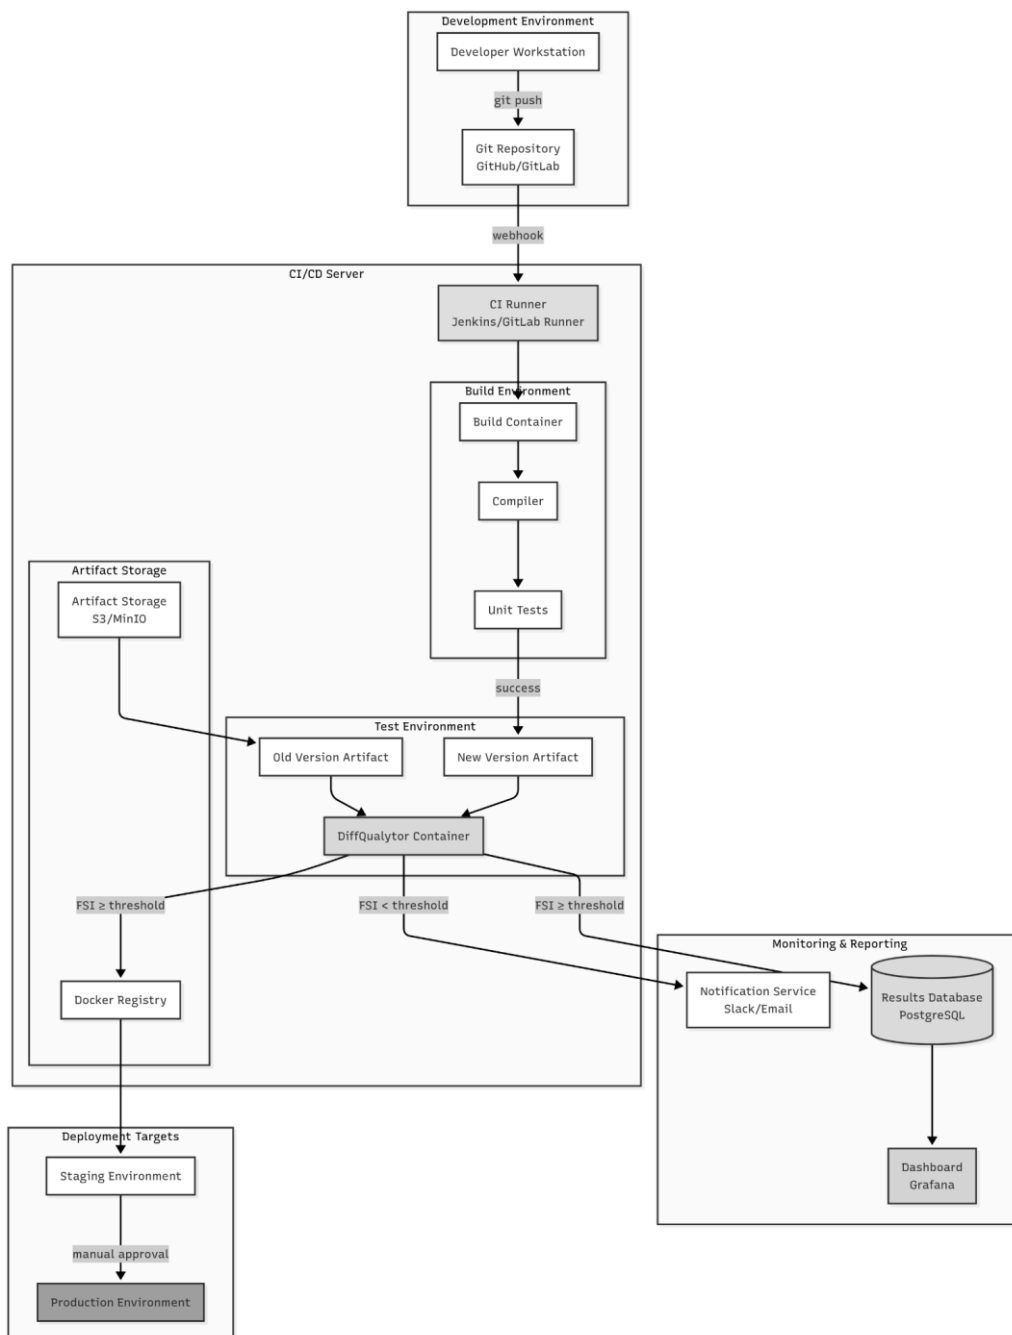 Development Environment
Developer Workstation
git push
Git Repository
GitHub/GitLab
webhook
CI/CD Server
CI Runner
Jenkins/GitLab Runner
Build Environment
Build Container
Compiler
Artifact Storage
Artifact Storage
S3/MinIO
Unit Tests
success
Test Environment
Old Version Artifact
New Version Artifact
DiffQualytor Container
FSI ≥ threshold
FSI < threshold
FSI ≥ threshold
Monitoring & Reporting
Docker Registry
Notification Service
Slack/Email
Results Database
PostgreSQL
Deployment Targets
Staging Environment
Dashboard
Grafana
manual approval
Production Environment